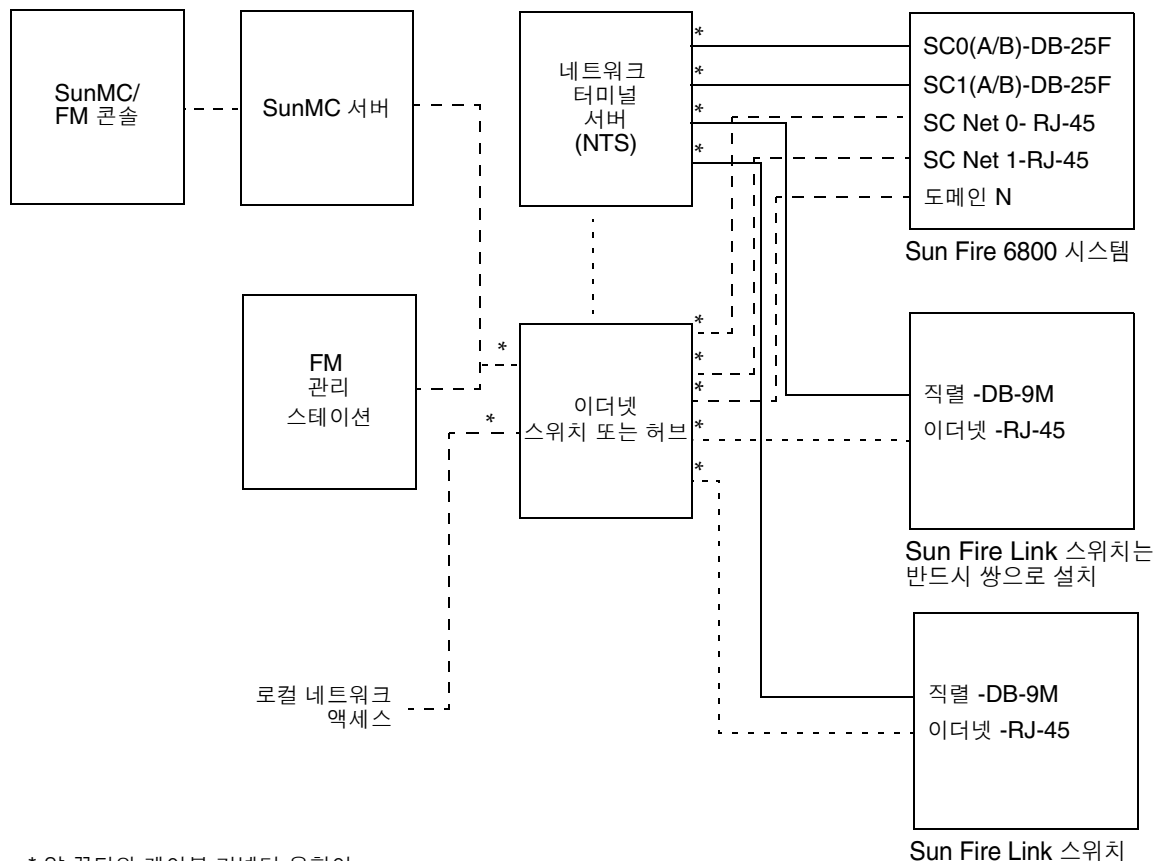 SunMC/
FM 콘솔
SunMC 서버
네트워크
터미널
서버
(NTS)
*
*
*
*
SC0(A/B)-DB-25F
SC1(A/B)-DB-25F
SC Net 0- RJ-45
SC Net 1-RJ-45
도메인 N
Sun Fire 6800 시스템
FM
관리
스테이션
*
*
이더넷
스위치 또는 허브
*
*
*
*
*
직렬 -DB-9M
이더넷 -RJ-45
Sun Fire Link 스위치는
반드시 쌍으로 설치
로컬 네트워크
액세스
직렬 -DB-9M
이더넷 -RJ-45
Sun Fire Link 스위치